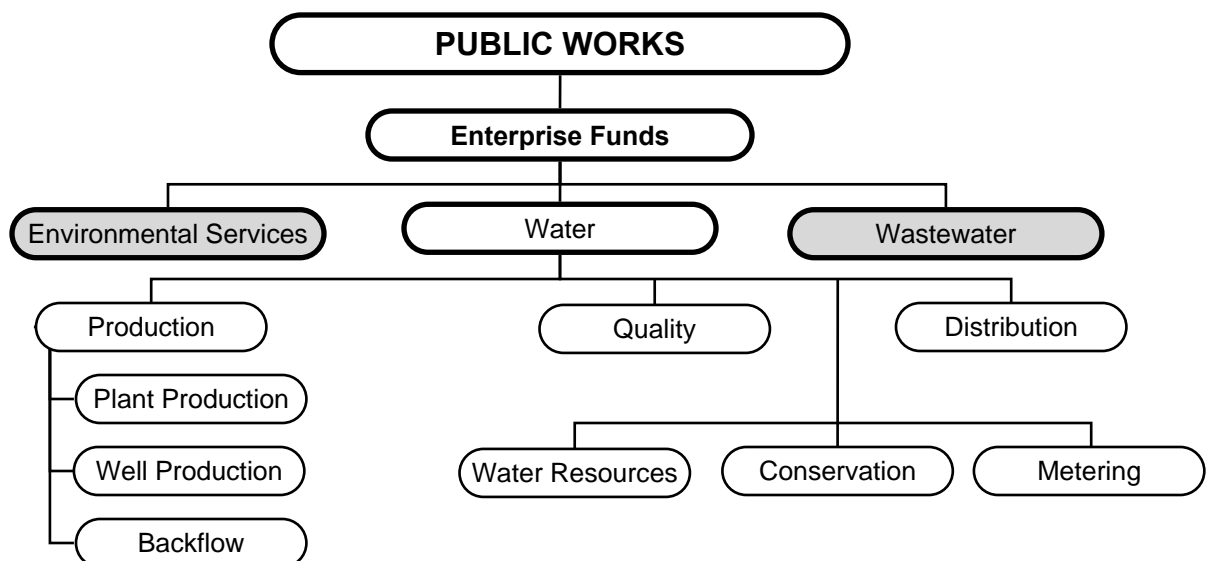 PUBLIC WORKS
Enterprise Funds
Environmental Services
Water
Wastewater
Production
Quality
Distribution
Plant Production
Well Production
Backflow
Water Resources
Conservation
Metering